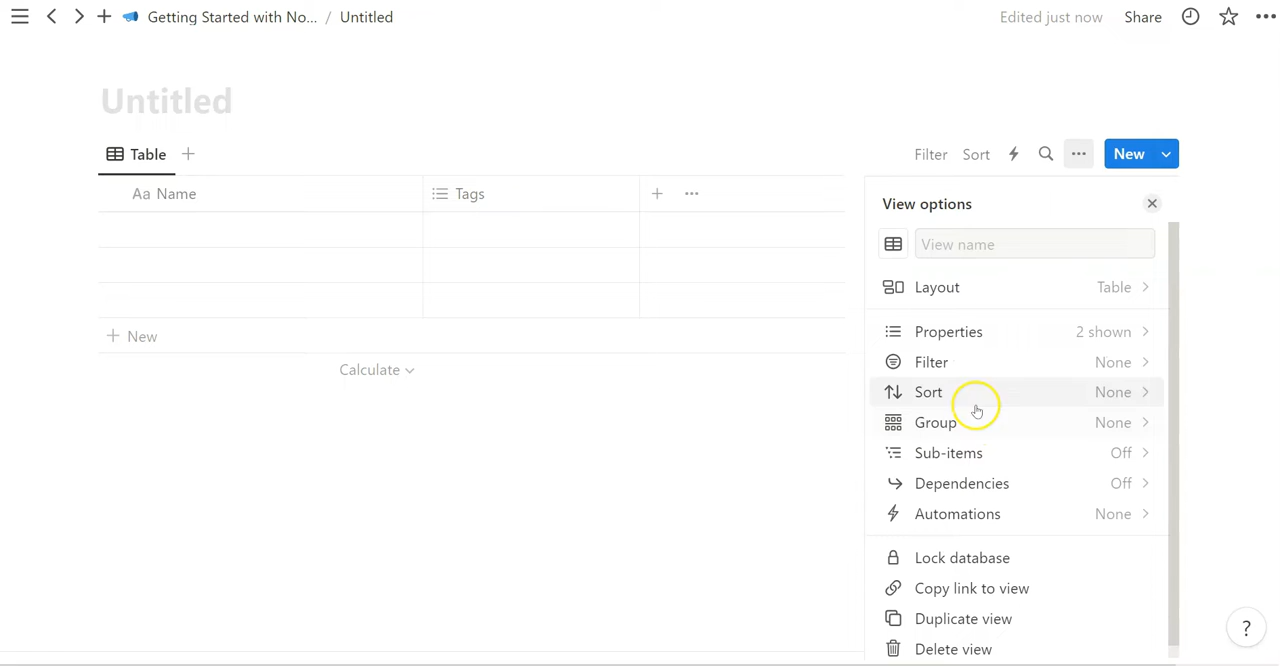 Getting Started with No... / Untitled Edited just now Share
Untitled
Table Filter Sort New
Aa Name Tags
New
Calculate
View options
View name
Layout Table
Properties 2 shown
Filter None
Sort None
Group None
Sub-items Off
Dependencies Off
Automations None
Lock database
Copy link to view
Duplicate view
Delete view
?